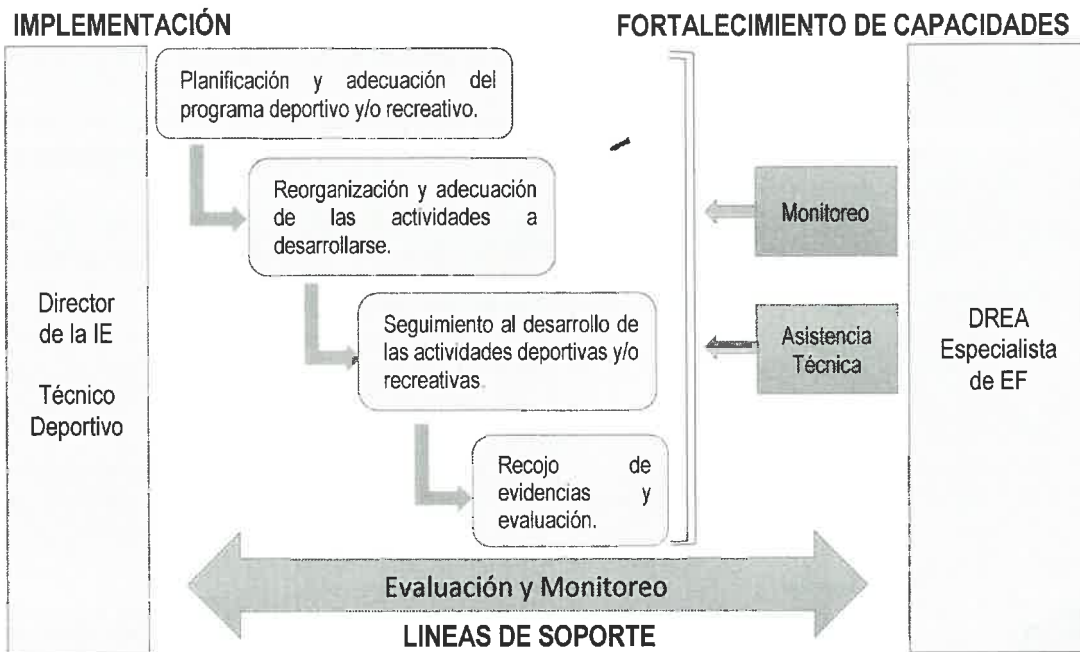 IMPLEMENTACIÓN
FORTALECIMIENTO DE CAPACIDADES
Planificación y adecuación del
programa deportivo y/o recreativo.
Reorganización y adecuación
de las actividades a
desarrollarse.
Seguimiento al desarrollo de
las actividades deportivas y/o
recreativas.
Recojo de
evidencias y
evaluación.
Director
de la IE
Técnico
Deportivo
Monitoreo
Asistencia
Técnica
DREA
Especialista
de EF
Evaluación y Monitoreo
LINEAS DE SOPORTE